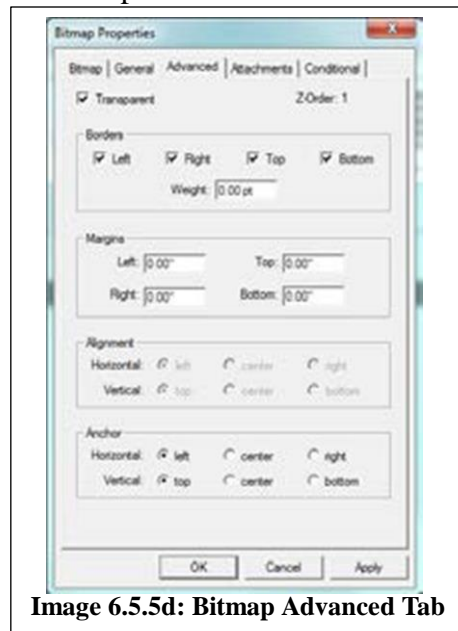 Bitmap Properties
Bitmap General Advanced Attachments Conditional
Transparent Z-Order: 1
Borders
Left Right Top Bottom
Weight: 0.00 pt
Margins
Left: 0.00" Top: 0.00"
Right: 0.00" Bottom: 0.00"
Alignment
Horizontal: left center right
Vertical: top center bottom
Anchor
Horizontal: left center right
Vertical: top center bottom
OK Cancel Apply
Image 6.5.5d: Bitmap Advanced Tab